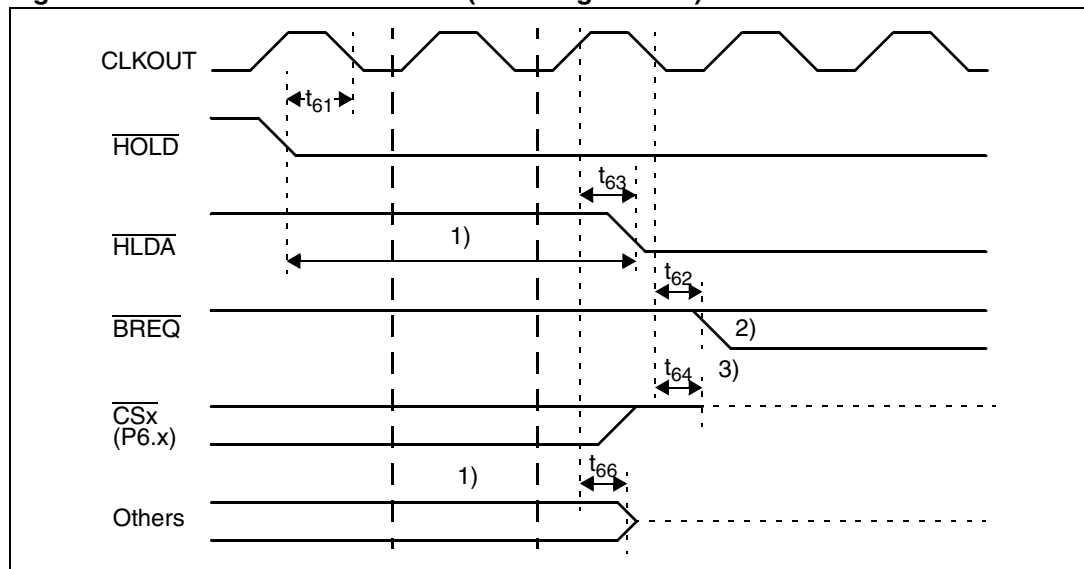 CLKOUT
t61
HOLD
t63
HLDA
1)
t62
BREQ
2)
t64
3)
CSx
(P6.x)
1)
t66
Others